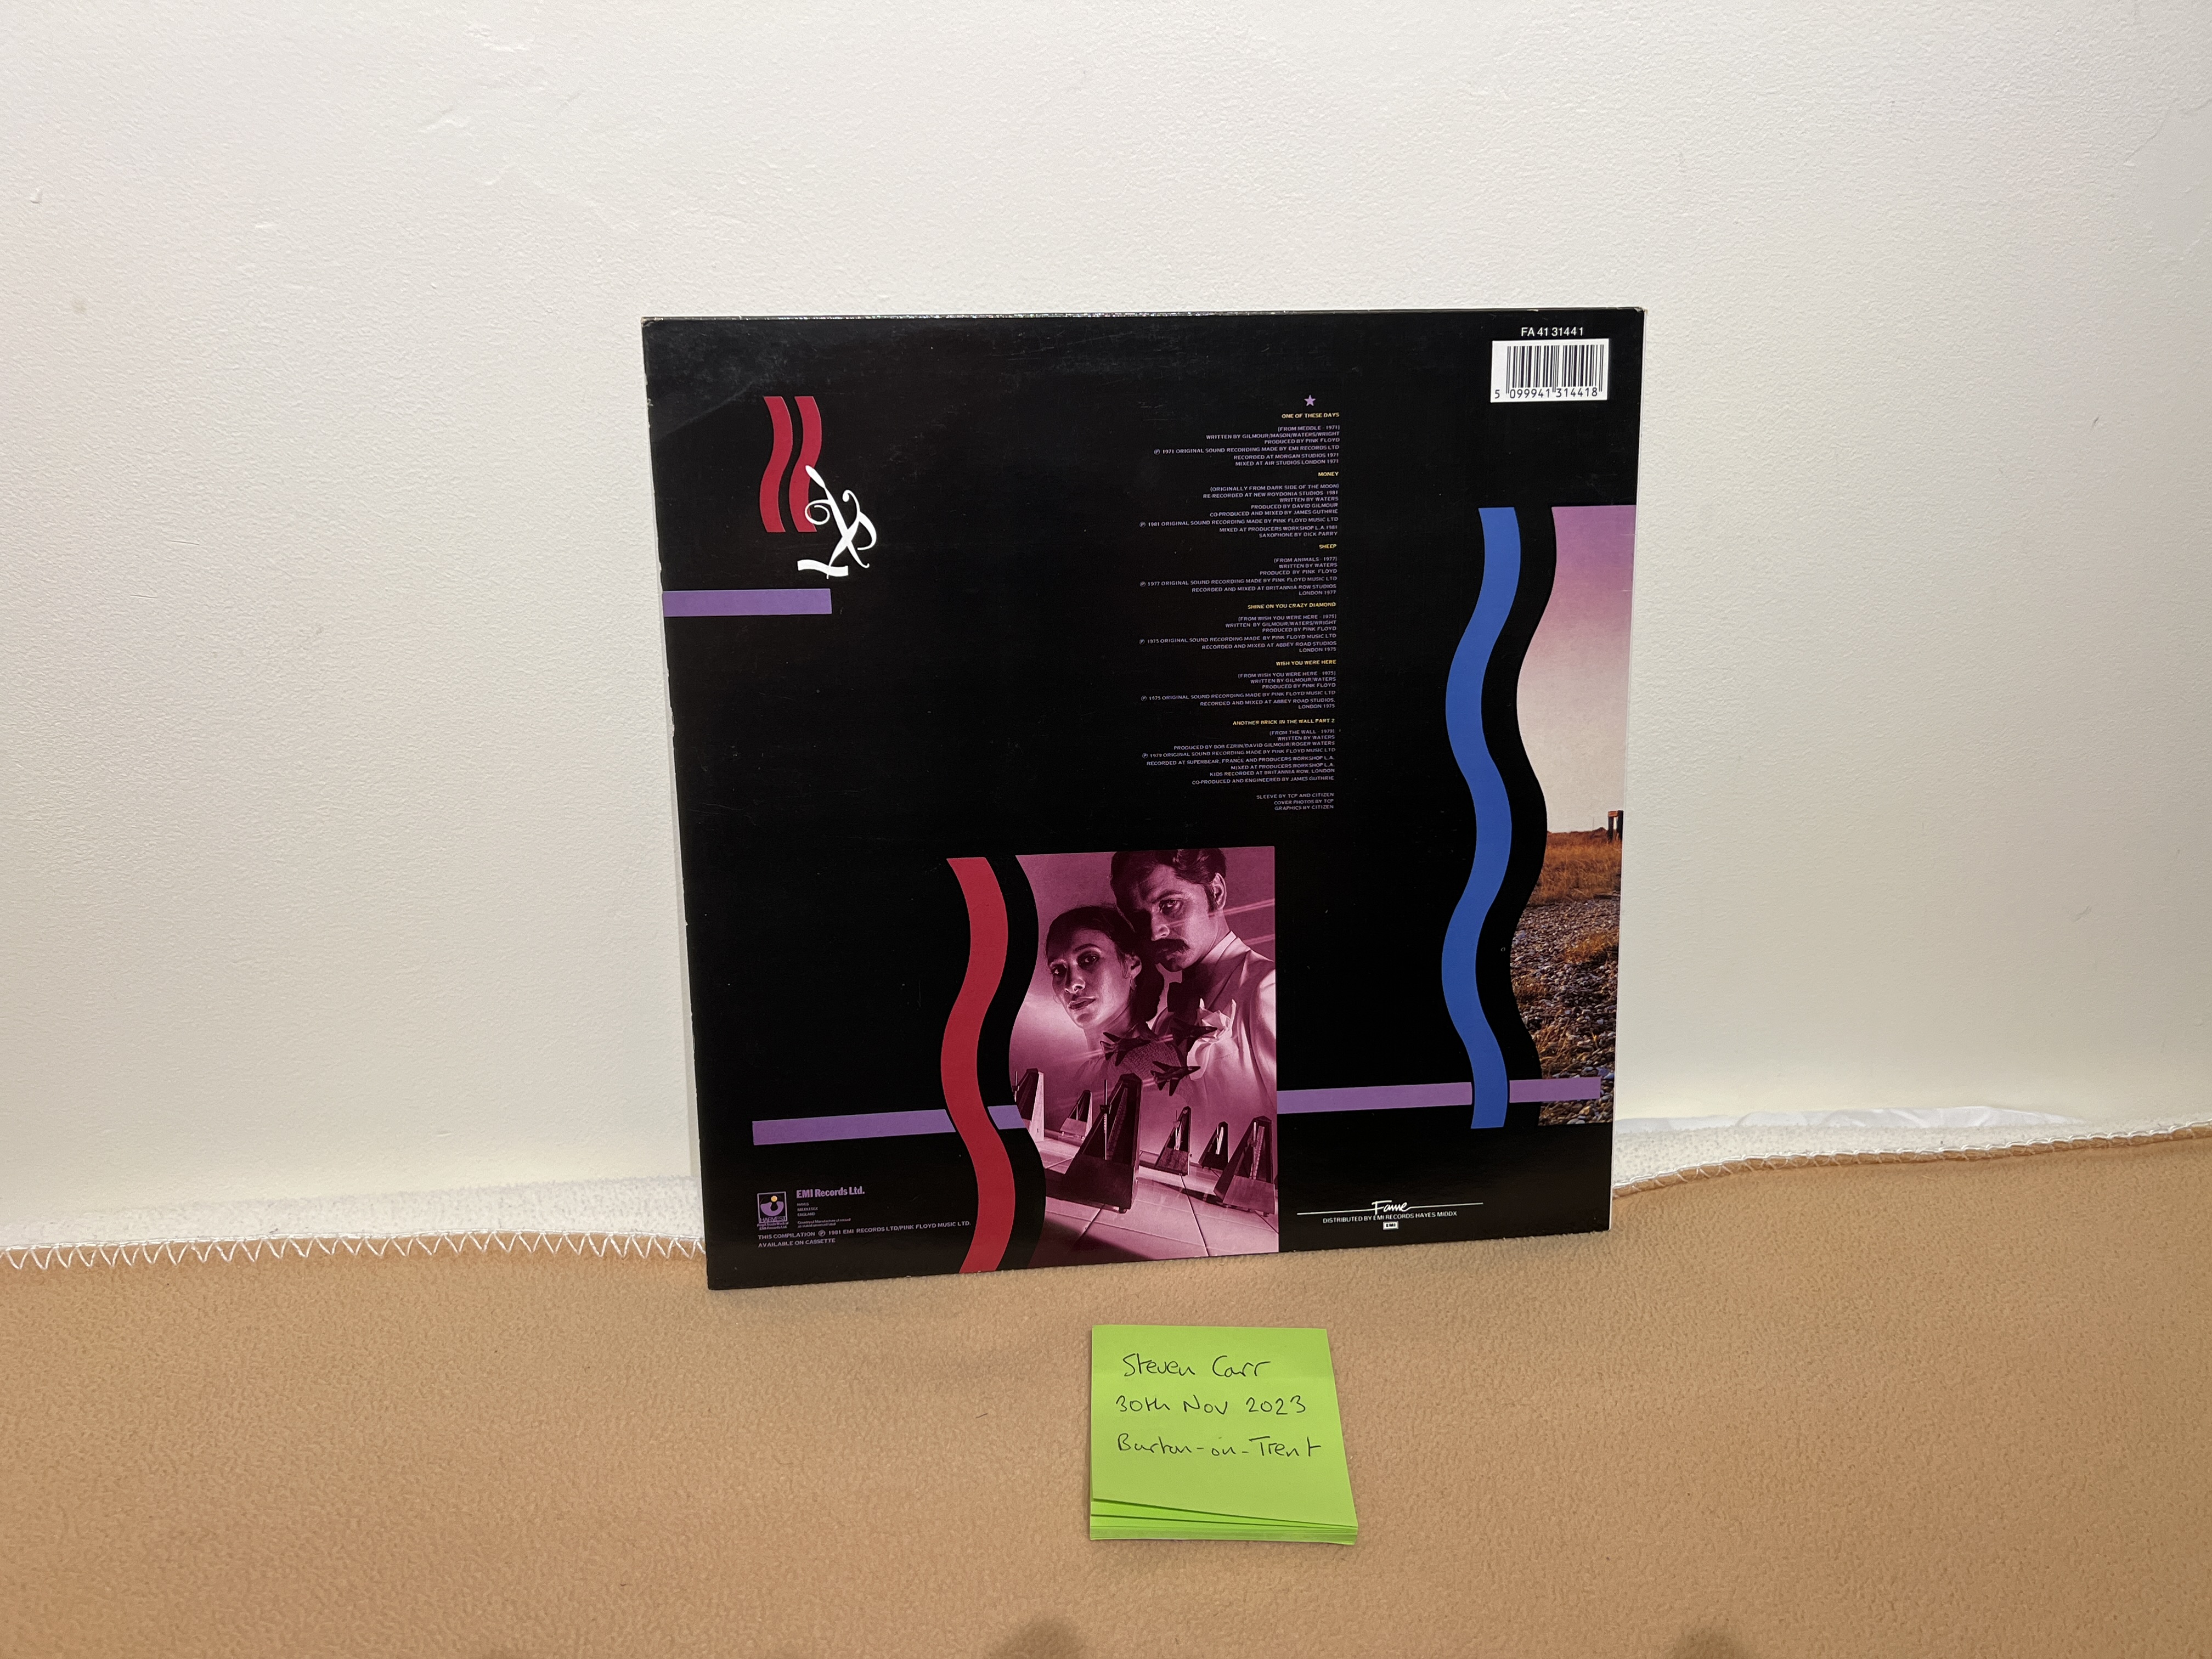 FA 41 3144 1
5 099941 314418
ONE OF THESE DAYS
(FROM MEDDLE · 1971)
WRITTEN BY GILMOUR/MASON/WATERS/WRIGHT
PRODUCED BY PINK FLOYD
℗ 1971 ORIGINAL SOUND RECORDING MADE BY EMI RECORDS LTD
RECORDED AT MORGAN STUDIOS 1971
MIXED AT AIR STUDIOS LONDON 1971
MONEY
(ORIGINALLY FROM DARK SIDE OF THE MOON)
RE-RECORDED AT NEW ROYDONIA STUDIOS · 1981
WRITTEN BY WATERS
PRODUCED BY DAVID GILMOUR
CO-PRODUCED AND MIXED BY JAMES GUTHRIE
℗ 1981 ORIGINAL SOUND RECORDING MADE BY PINK FLOYD MUSIC LTD
MIXED AT PRODUCERS WORKSHOP L.A. 1981
SAXOPHONE BY DICK PARRY
SHEEP
(FROM ANIMALS · 1977)
WRITTEN BY WATERS
PRODUCED BY PINK FLOYD
℗ 1977 ORIGINAL SOUND RECORDING MADE BY PINK FLOYD MUSIC LTD
RECORDED AND MIXED AT BRITANNIA ROW STUDIOS
LONDON 1977
SHINE ON YOU CRAZY DIAMOND
(FROM WISH YOU WERE HERE · 1975)
WRITTEN BY GILMOUR/WATERS/WRIGHT
PRODUCED BY PINK FLOYD
℗ 1975 ORIGINAL SOUND RECORDING MADE BY PINK FLOYD MUSIC LTD
RECORDED AND MIXED AT ABBEY ROAD STUDIOS
LONDON 1975
WISH YOU WERE HERE
(FROM WISH YOU WERE HERE · 1975)
WRITTEN BY GILMOUR/WATERS
PRODUCED BY PINK FLOYD
℗ 1975 ORIGINAL SOUND RECORDING MADE BY PINK FLOYD MUSIC LTD
RECORDED AND MIXED AT ABBEY ROAD STUDIOS,
LONDON 1975
ANOTHER BRICK IN THE WALL PART 2
(FROM THE WALL · 1979)
WRITTEN BY WATERS
PRODUCED BY BOB EZRIN/DAVID GILMOUR/ROGER WATERS
℗ 1979 ORIGINAL SOUND RECORDING MADE BY PINK FLOYD MUSIC LTD
RECORDED AT SUPERBEAR, FRANCE AND PRODUCERS WORKSHOP L.A.
MIXED AT PRODUCERS WORKSHOP L.A.
KIDS RECORDED AT BRITANNIA ROW, LONDON
CO-PRODUCED AND ENGINEERED BY JAMES GUTHRIE
SLEEVE BY TCP AND CITIZEN
COVER PHOTOS BY TCP
GRAPHICS BY CITIZEN
EMI Records Ltd.
HAYES
MIDDLESEX
ENGLAND
HARVEST
THIS COMPILATION ℗ 1981 EMI RECORDS LTD/PINK FLOYD MUSIC LTD.
AVAILABLE ON CASSETTE
Fame
DISTRIBUTED BY EMI RECORDS HAYES MIDDX
EMI
Steven Carr
30th Nov 2023
Burton-on-Trent